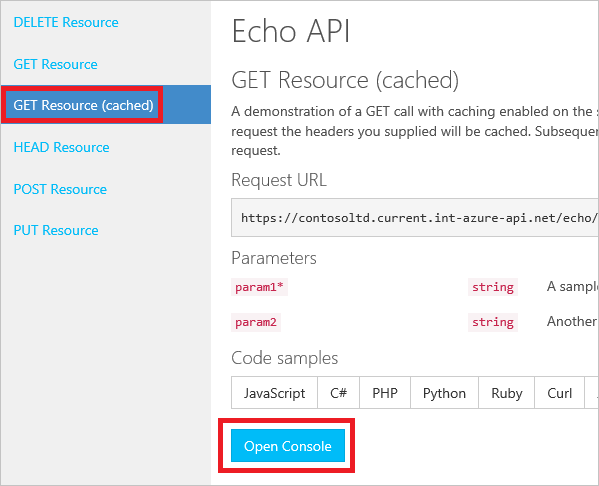 DELETE Resource
GET Resource
GET Resource (cached)
HEAD Resource
POST Resource
PUT Resource
Echo API
GET Resource (cached)
A demonstration of a GET call with caching enabled on the
request the headers you supplied will be cached. Subseque
request.
Request URL
https://contosoltd.current.int-azure-api.net/echo/
Parameters
param1* string A sampl
param2 string Another
Code samples
JavaScript C# PHP Python Ruby Curl
Open Console